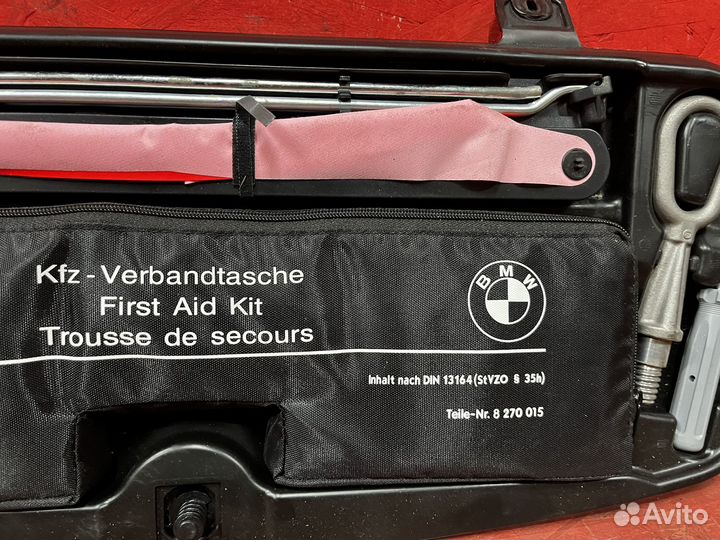 Kfz - Verbandtasche
First Aid Kit
Trousse de secours
BMW
Inhalt nach DIN 13164 (StVZO § 35h)
Teile-Nr. 8 270 015
Avito